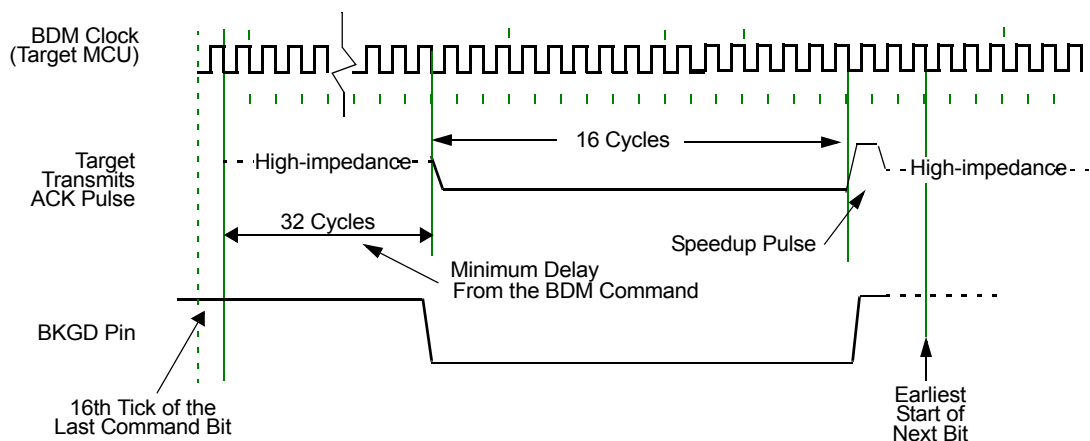 BDM Clock
(Target MCU)
16 Cycles
Target
Transmits
ACK Pulse
High-impedance
High-impedance
32 Cycles
Speedup Pulse
Minimum Delay
From the BDM Command
BKGD Pin
16th Tick of the
Last Command Bit
Earliest
Start of
Next Bit